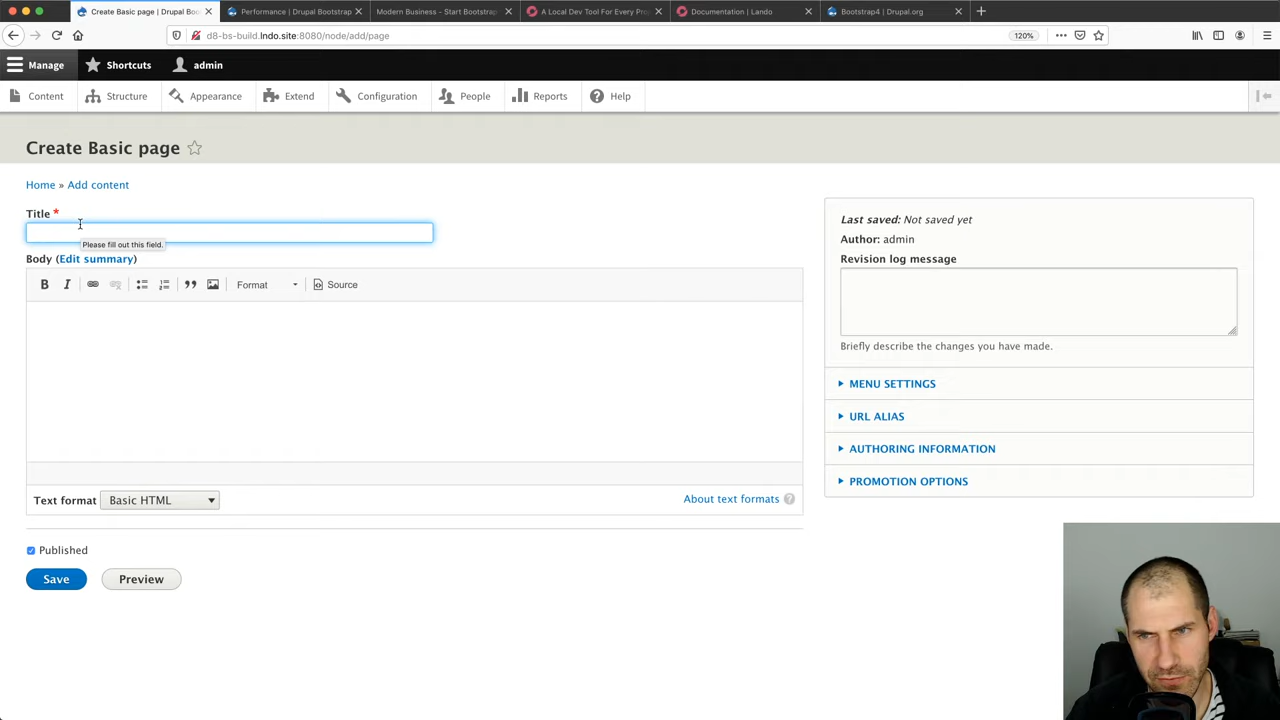 Create Basic page | Drupal Boo
Performance | Drupal Bootstrap
Modern Business - Start Bootstrap
A Local Dev Tool For Every Pro
Documentation | Lando
Bootstrap4 | Drupal.org
d8-bs-build.lndo.site:8080/node/add/page
120%
Manage
Shortcuts
admin
Content
Structure
Appearance
Extend
Configuration
People
Reports
Help
Create Basic page
Home » Add content
Title *
Please fill out this field.
Body (Edit summary)
B I
Format
Source
Text format
Basic HTML
About text formats ?
Published
Save
Preview
Last saved: Not saved yet
Author: admin
Revision log message
Briefly describe the changes you have made.
MENU SETTINGS
URL ALIAS
AUTHORING INFORMATION
PROMOTION OPTIONS